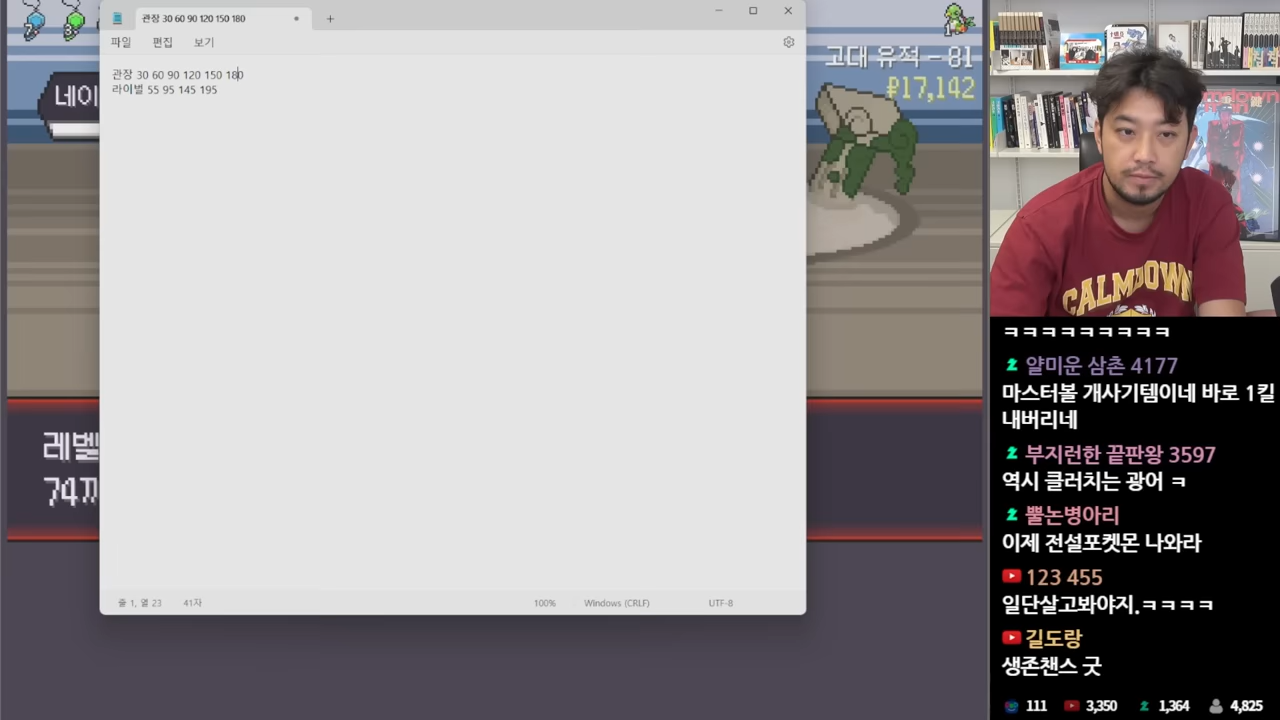 관장 30 60 90 120 150 180
파일 편집 보기
관장 30 60 90 120 150 180
라이벌 55 95 145 195
줄 1, 열 23 41자 100% Windows (CRLF) UTF-8
네이
고대 유적 - 81
₽17,142
레벨
74까
CALMDOWN
ㅋㅋㅋㅋㅋㅋㅋㅋㅋ
얄미운 삼촌 4177
마스터볼 개사기템이네 바로 1킬
내버리네
부지런한 끝판왕 3597
역시 클러치는 광어 ㅋ
뿔논병아리
이제 전설포켓몬 나와라
123 455
일단살고봐야지.ㅋㅋㅋㅋ
길도랑
생존챈스 굿
111 3,350 1,364 4,825